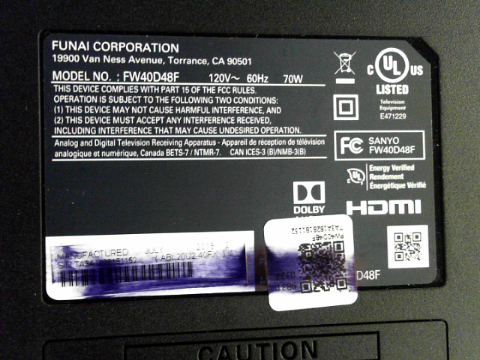 FUNAI CORPORATION
19900 Van Ness Avenue, Torrance, CA 90501
MODEL NO. : FW40D48F 120V~ 60Hz 70W
THIS DEVICE COMPLIES WITH PART 15 OF THE FCC RULES.
OPERATION IS SUBJECT TO THE FOLLOWING TWO CONDITIONS:
(1) THIS DEVICE MAY NOT CAUSE HARMFUL INTERFERENCE, AND
(2) THIS DEVICE MUST ACCEPT ANY INTERFERENCE RECEIVED,
INCLUDING INTERFERENCE THAT MAY CAUSE UNDESIRED OPERATION.
Analog and Digital Television Receiving Apparatus - Appareil de réception de télévision
analogique et numérique, Canada BETS-7 / NTMR-7. CAN ICES-3 (B)/NMB-3(B)
C UL US
LISTED
Television
Equipment
E471229
FC SANYO
FW40D48F
UL Energy Verified
Rendement
Énergétique Vérifié
DOLBY
HDMI
JULY
FW40D48F
D48F
CAUTION